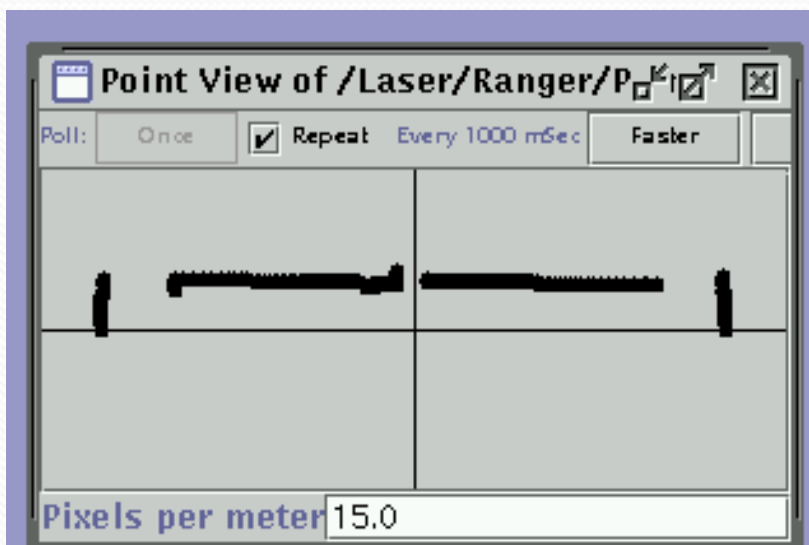 Point View of /Laser/Ranger/P
Poll: Once Repeat Every 1000 mSec Faster
Pixels per meter 15.0